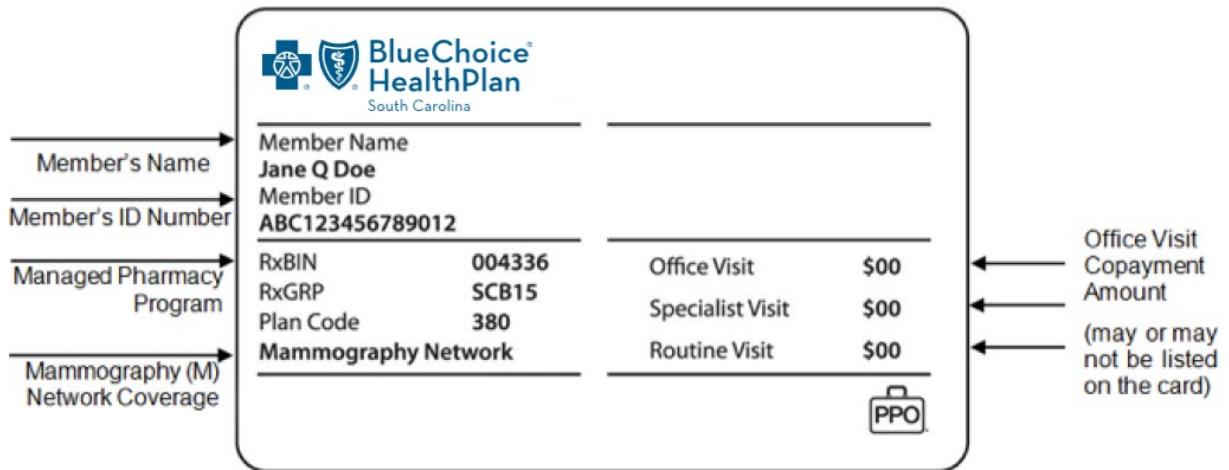 BlueChoice®
HealthPlan
South Carolina
Member's Name
Member Name
Jane Q Doe
Member's ID Number
Member ID
ABC123456789012
Managed Pharmacy
Program
RxBIN 004336
RxGRP SCB15
Plan Code 380
Mammography Network
Mammography (M)
Network Coverage
Office Visit $00
Specialist Visit $00
Routine Visit $00
PPO
Office Visit
Copayment
Amount
(may or may
not be listed
on the card)